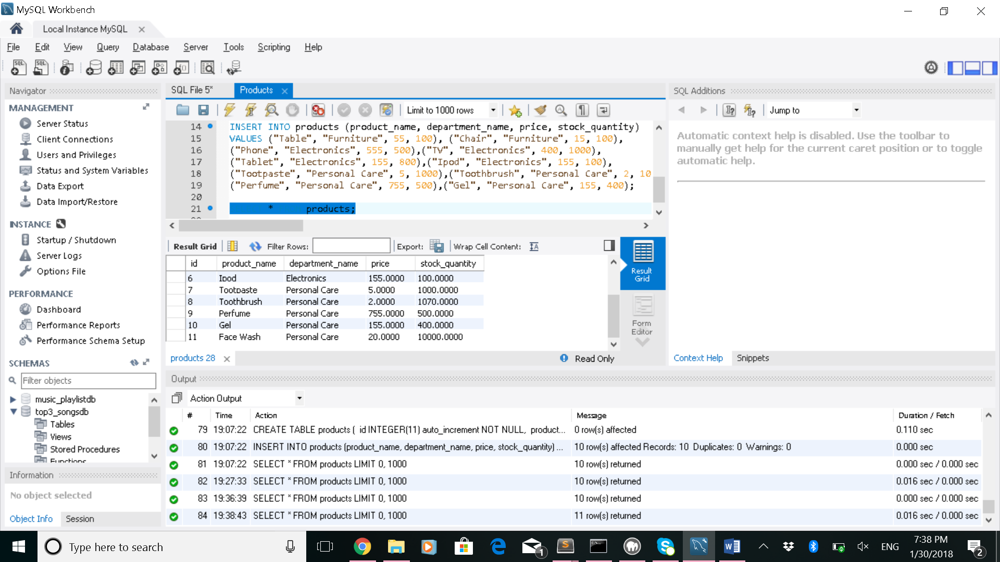 MySQL Workbench
Local Instance MySQL
File Edit View Query Database Server Tools Scripting Help
Navigator
MANAGEMENT
Server Status
Client Connections
Users and Privileges
Status and System Variables
Data Export
Data Import/Restore
INSTANCE
Startup / Shutdown
Server Logs
Options File
PERFORMANCE
Dashboard
Performance Reports
Performance Schema Setup
SCHEMAS
Filter objects
music_playlistdb
top3_songsdb
Tables
Views
Stored Procedures
Functions
Information
No object selected
Object Info Session
SQL File 5* Products
Limit to 1000 rows
14 INSERT INTO products (product_name, department_name, price, stock_quantity)
15 VALUES ("Table", "Furniture", 55, 100), ("Chair", "Furniture", 15, 100),
16 ("Phone", "Electronics", 555, 500),("TV", "Electronics", 400, 1000),
17 ("Tablet", "Electronics", 155, 800),("Ipod", "Electronics", 155, 100),
18 ("Tootpaste", "Personal Care", 5, 1000),("Toothbrush", "Personal Care", 2, 10
19 ("Perfume", "Personal Care", 755, 500),("Gel", "Personal Care", 155, 400);
20
21 * products;
Result Grid Filter Rows: Export: Wrap Cell Content:
id product_name department_name price stock_quantity
6 Ipod Electronics 155.0000 100.0000
7 Tootpaste Personal Care 5.0000 1000.0000
8 Toothbrush Personal Care 2.0000 1070.0000
9 Perfume Personal Care 755.0000 500.0000
10 Gel Personal Care 155.0000 400.0000
11 Face Wash Personal Care 20.0000 10000.0000
Result
Grid
Form
Editor
products 28
Read Only
SQL Additions
Jump to
Automatic context help is disabled. Use the toolbar to
manually get help for the current caret position or to toggle
automatic help.
Context Help Snippets
Output
Action Output
# Time Action Message Duration / Fetch
79 19:07:22 CREATE TABLE products ( id INTEGER(11) auto_increment NOT NULL, product... 0 row(s) affected 0.110 sec
80 19:07:22 INSERT INTO products (product_name, department_name, price, stock_quantity) ... 10 row(s) affected Records: 10 Duplicates: 0 Warnings: 0 0.000 sec
81 19:07:22 SELECT * FROM products LIMIT 0, 1000 10 row(s) returned 0.000 sec / 0.000 sec
82 19:27:33 SELECT * FROM products LIMIT 0, 1000 10 row(s) returned 0.016 sec / 0.000 sec
83 19:36:39 SELECT * FROM products LIMIT 0, 1000 10 row(s) returned 0.000 sec / 0.000 sec
84 19:38:43 SELECT * FROM products LIMIT 0, 1000 11 row(s) returned 0.016 sec / 0.000 sec
Type here to search
1
ENG
7:38 PM
1/30/2018
2